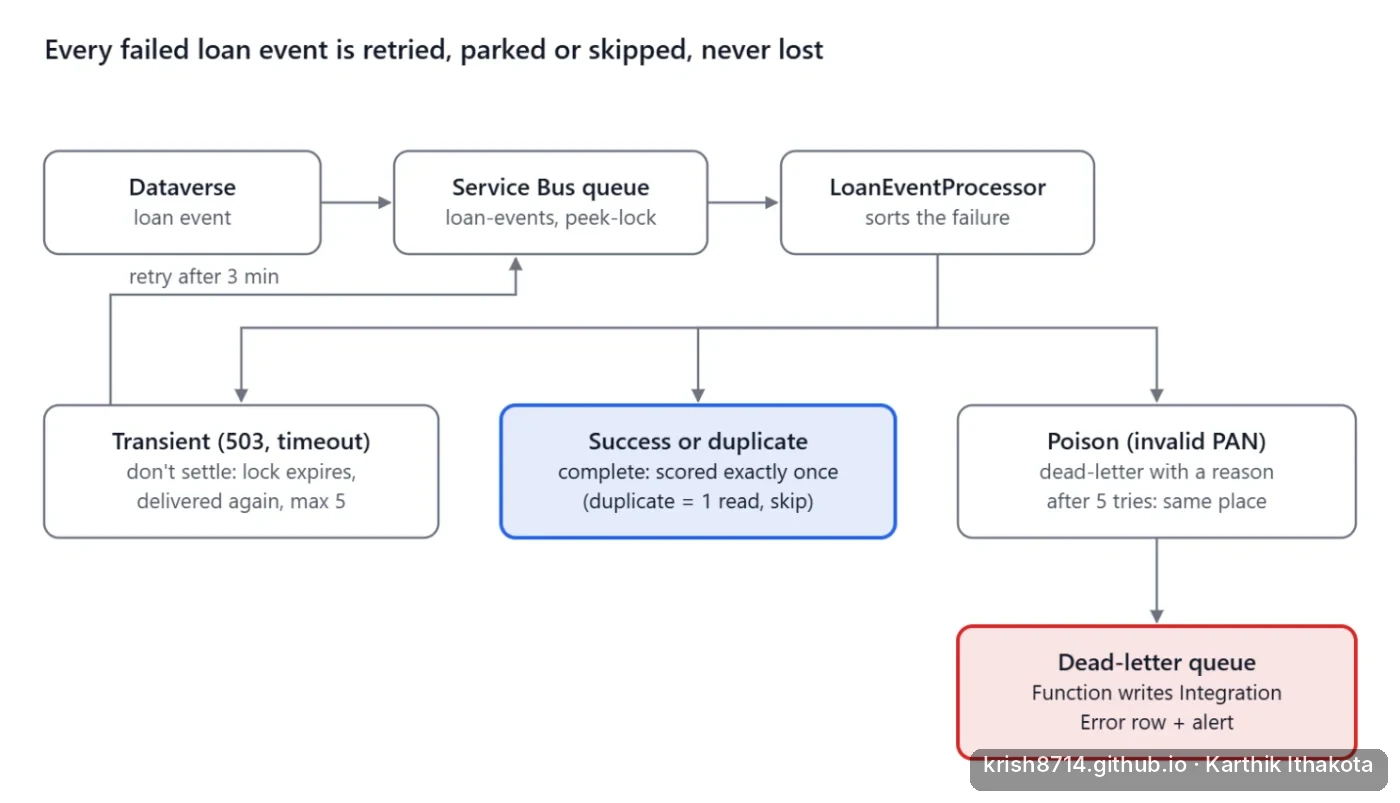 Every failed loan event is retried, parked or skipped, never lost
Dataverse
loan event
Service Bus queue
loan-events, peek-lock
LoanEventProcessor
sorts the failure
retry after 3 min
Transient (503, timeout)
don't settle: lock expires,
delivered again, max 5
Success or duplicate
complete: scored exactly once
(duplicate = 1 read, skip)
Poison (invalid PAN)
dead-letter with a reason
after 5 tries: same place
Dead-letter queue
Function writes Integration
Error row + alert
krish8714.github.io · Karthik Ithakota